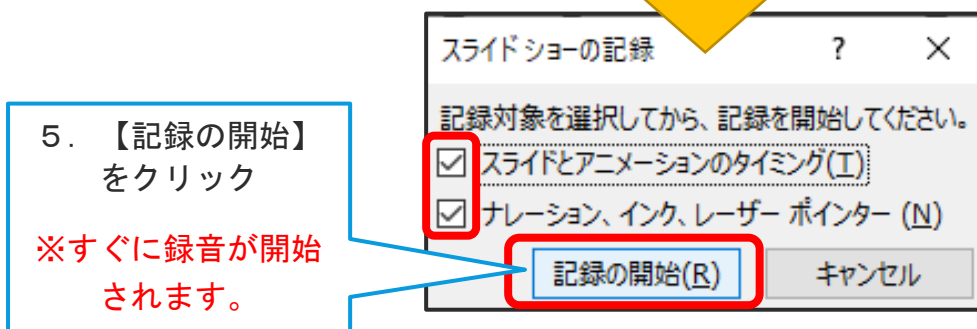 スライド ショーの記録 ? ×
記録対象を選択してから、記録を開始してください。
スライドとアニメーションのタイミング(T)
ナレーション、インク、レーザー ポインター (N)
記録の開始(R) キャンセル
5．【記録の開始】
をクリック
※すぐに録音が開始
されます。